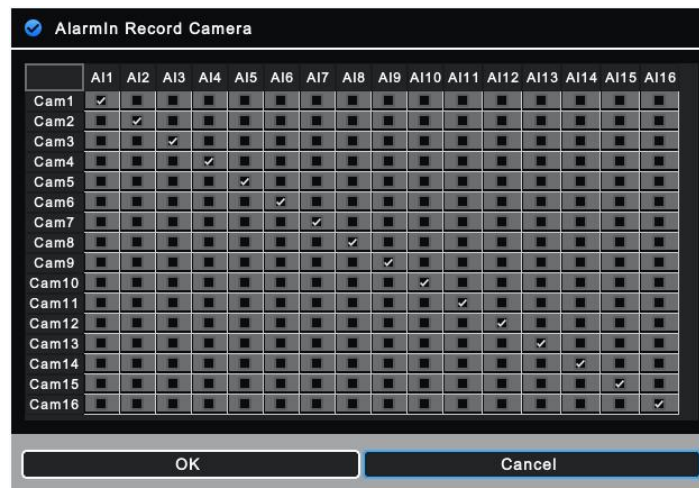 AlarmIn Record Camera
AI1 AI2 AI3 AI4 AI5 AI6 AI7 AI8 AI9 AI10 AI11 AI12 AI13 AI14 AI15 AI16
Cam1
Cam2
Cam3
Cam4
Cam5
Cam6
Cam7
Cam8
Cam9
Cam10
Cam11
Cam12
Cam13
Cam14
Cam15
Cam16
OK Cancel